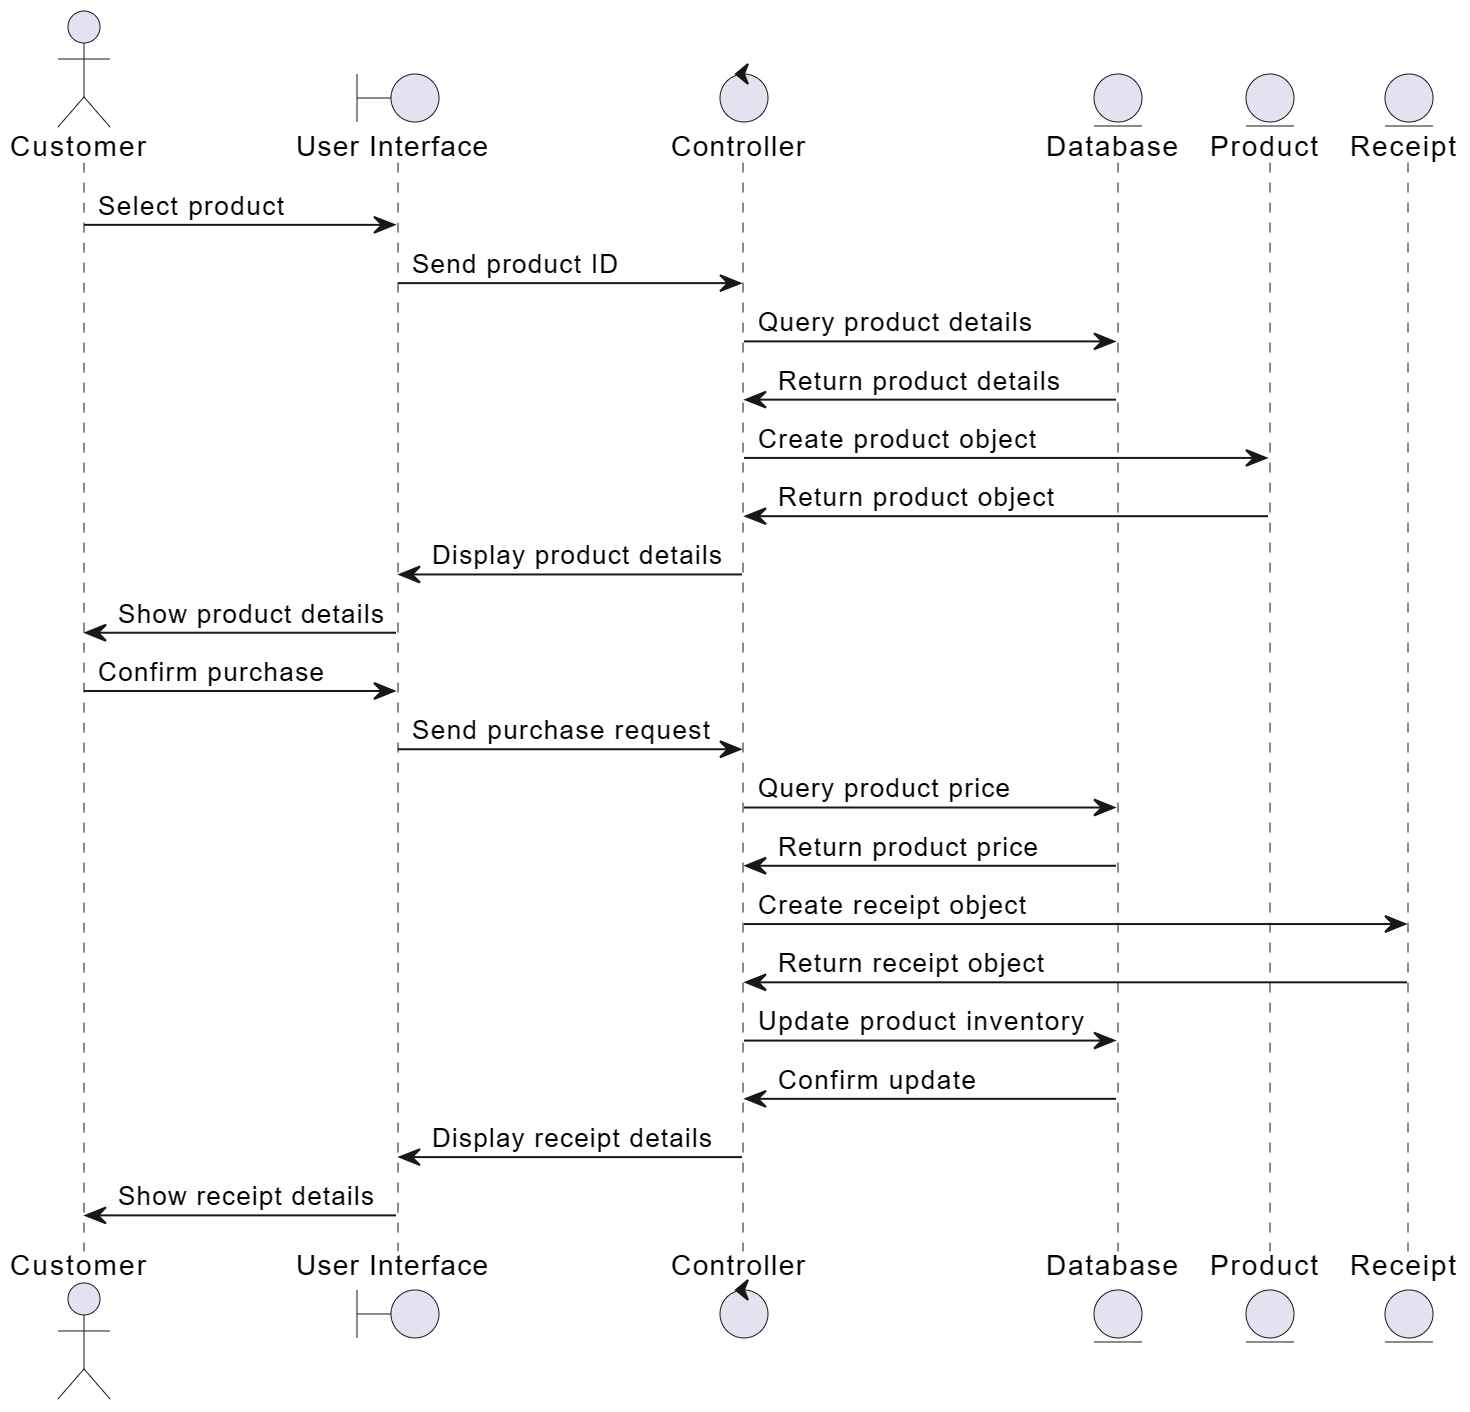 Customer
User Interface
Controller
Database
Product
Receipt
Select product
Send product ID
Query product details
Return product details
Create product object
Return product object
Display product details
Show product details
Confirm purchase
Send purchase request
Query product price
Return product price
Create receipt object
Return receipt object
Update product inventory
Confirm update
Display receipt details
Show receipt details
Customer
User Interface
Controller
Database
Product
Receipt